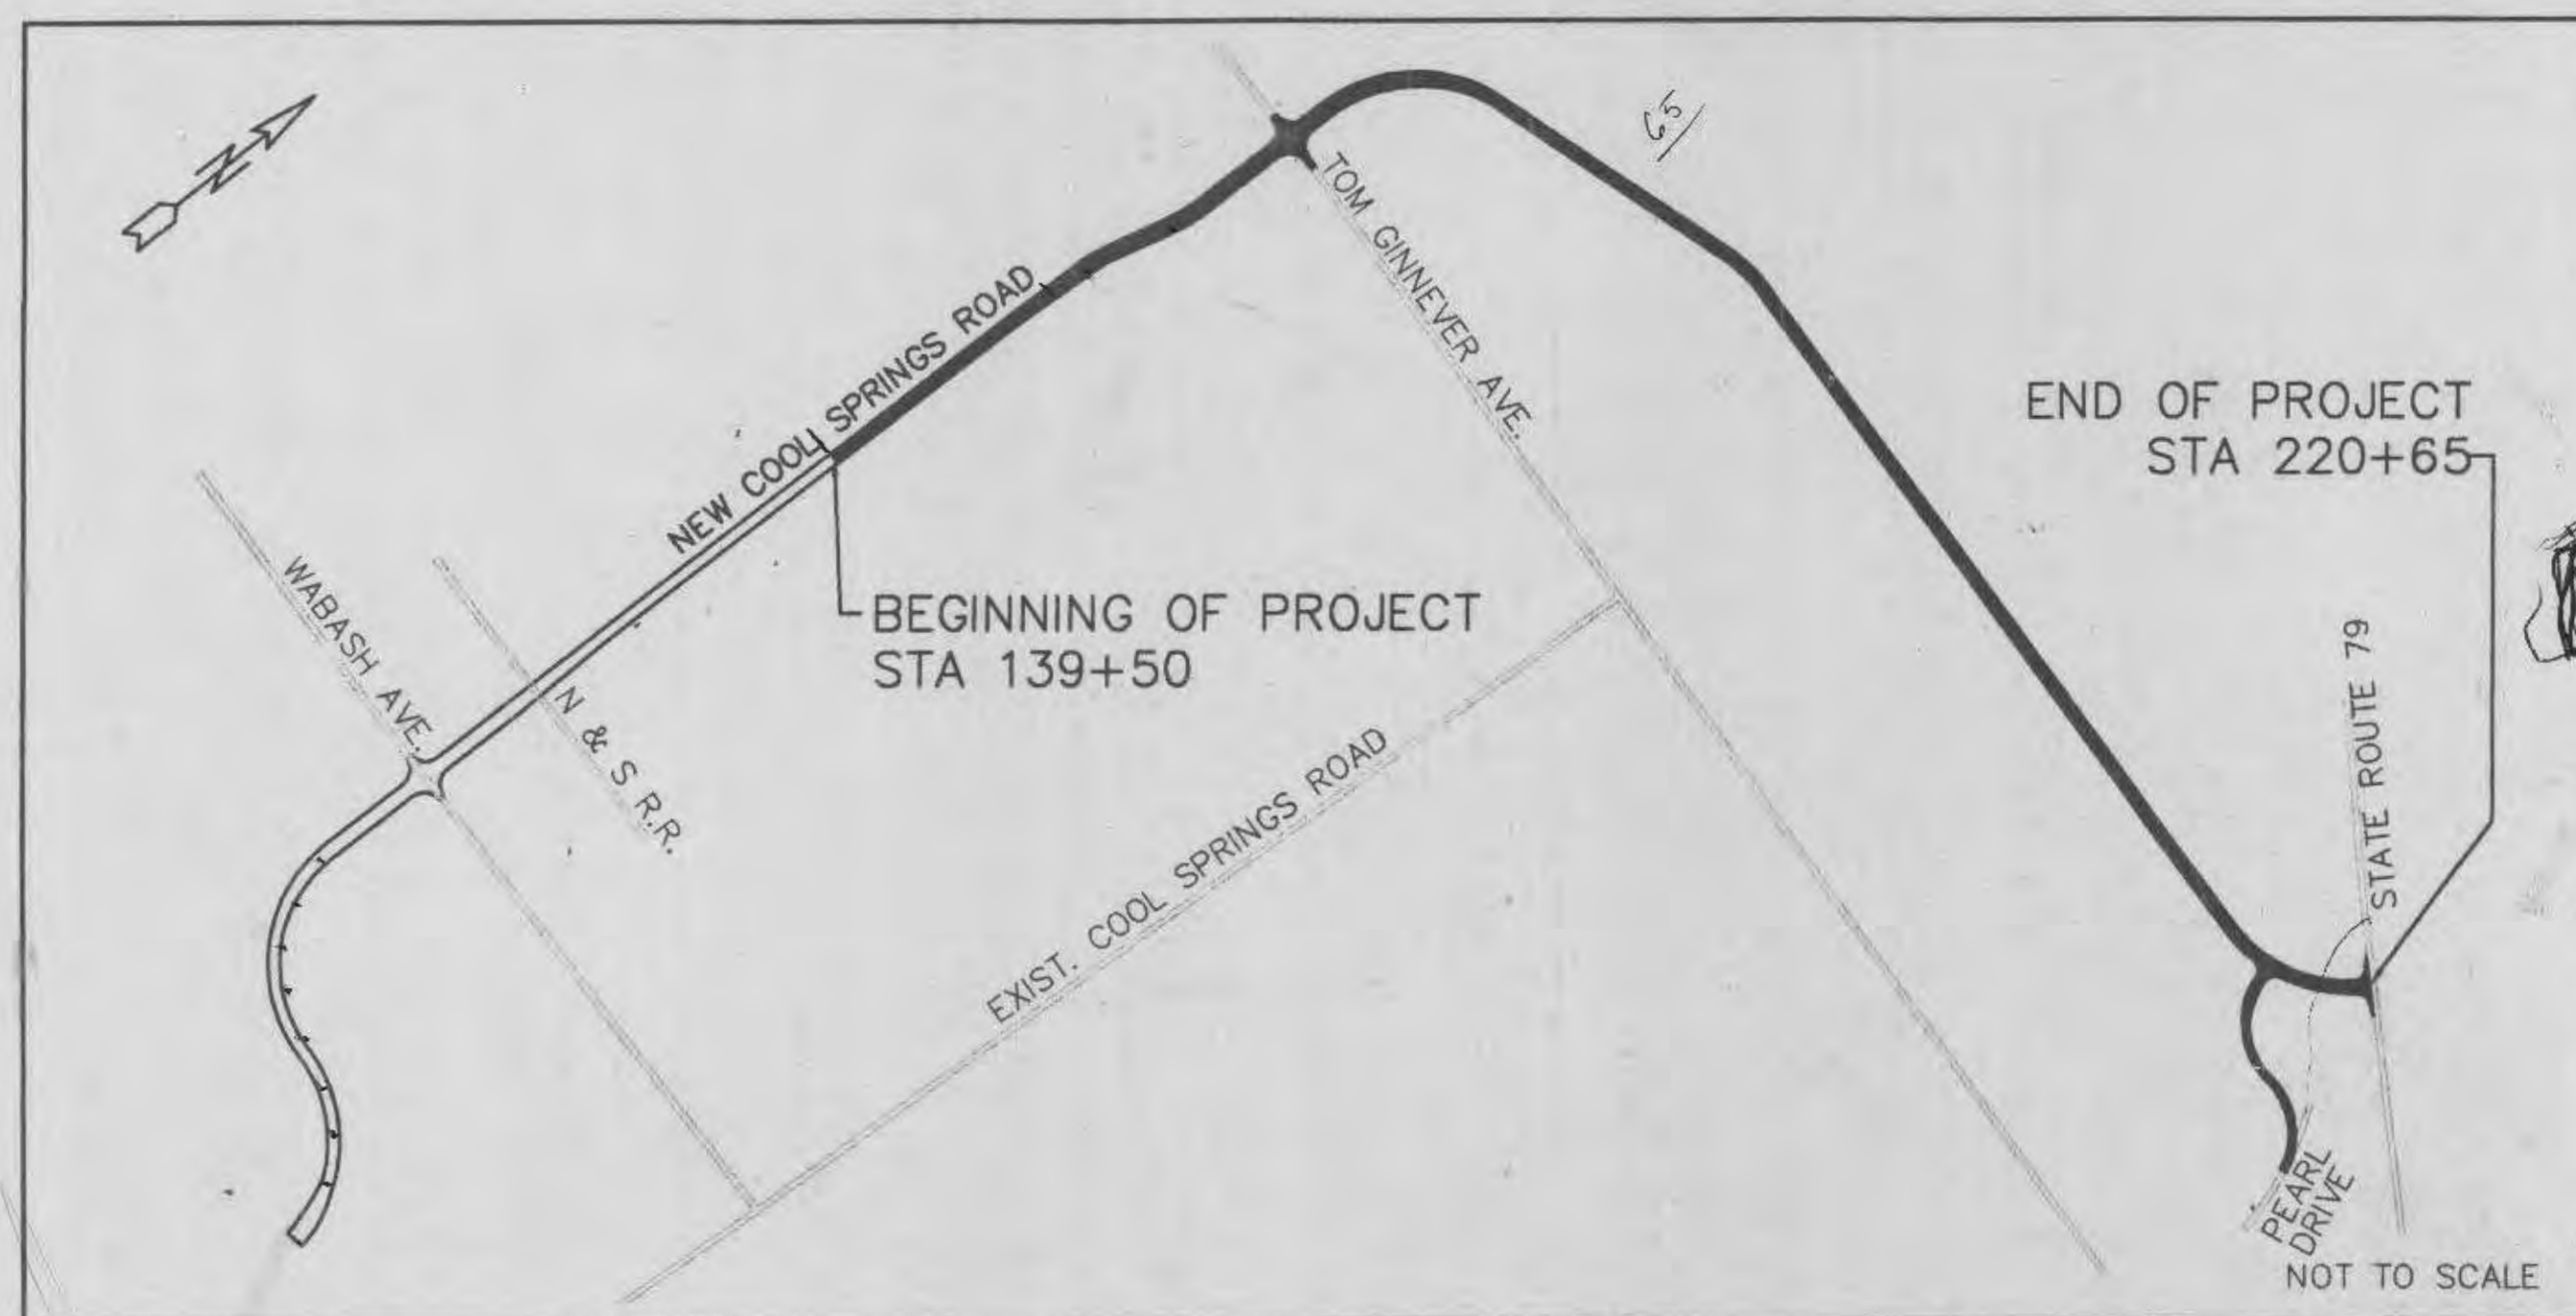 N
65
TOM GINNEVER AVE.
NEW COOL SPRINGS ROAD
END OF PROJECT
STA 220+65
WABASH AVE.
N & S R.R.
BEGINNING OF PROJECT
STA 139+50
STATE ROUTE 79
EXIST. COOL SPRINGS ROAD
PEARL
DRIVE
NOT TO SCALE